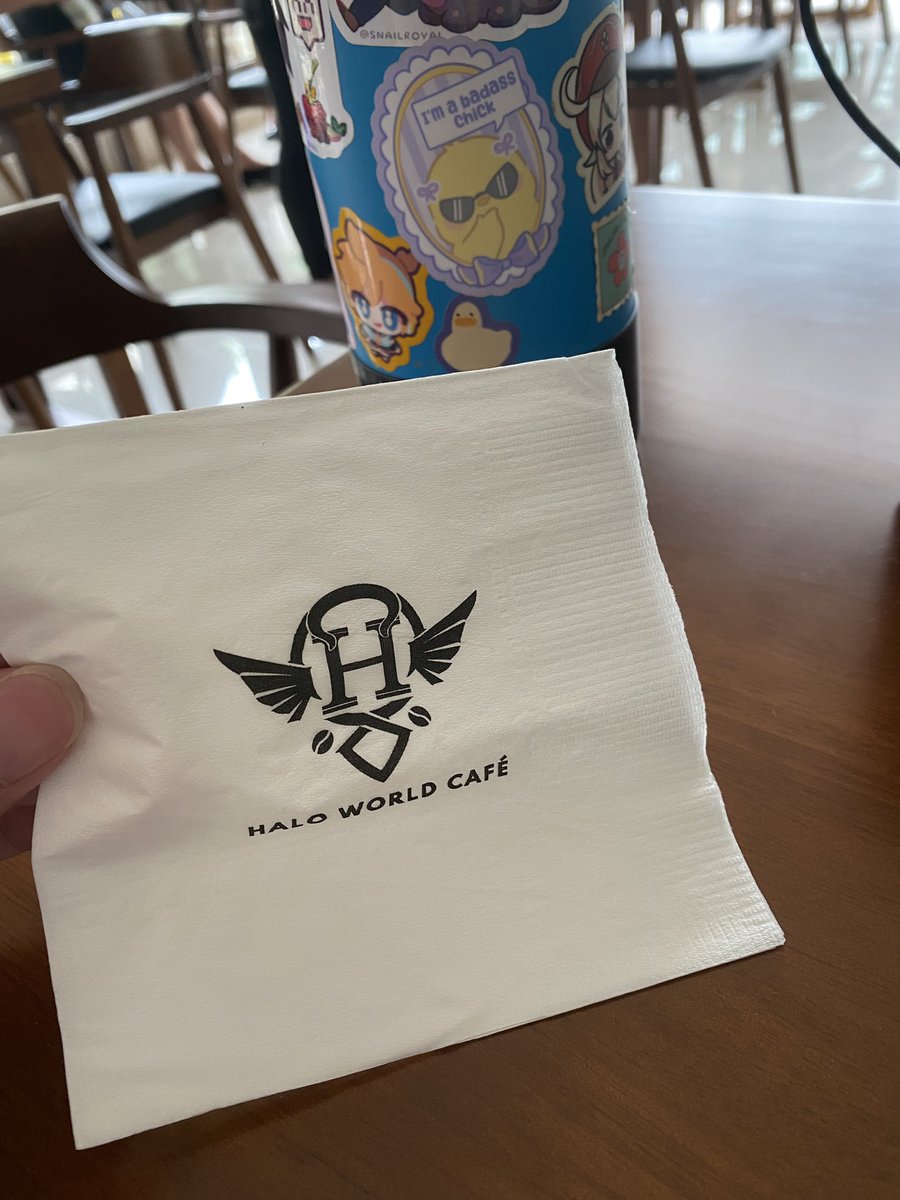 @SNAILROYAL
I'm a badass
chick
H
HALO WORLD CAFÉ